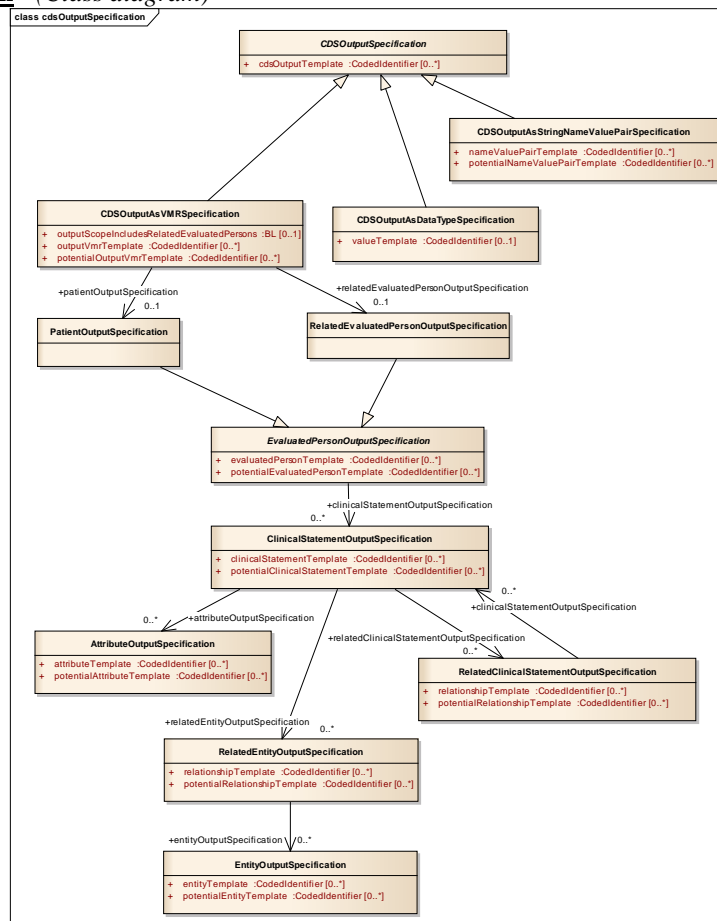 (Class diagram)
class cdsOutputSpecification
CDSOutputSpecification
+ cdsOutputTemplate :CodedIdentifier [0..*]
CDSOutputAsStringNameValuePairSpecification
+ nameValuePairTemplate :CodedIdentifier [0..*]
+ potentialNameValuePairTemplate :CodedIdentifier [0..*]
CDSOutputAsVMRSpecification
+ outputScopeIncludesRelatedEvaluatedPersons :BL [0..1]
+ outputVmrTemplate :CodedIdentifier [0..*]
+ potentialOutputVmrTemplate :CodedIdentifier [0..*]
CDSOutputAsDataTypeSpecification
+ valueTemplate :CodedIdentifier [0..1]
+patientOutputSpecification
0..1
+relatedEvaluatedPersonOutputSpecification
0..1
PatientOutputSpecification
RelatedEvaluatedPersonOutputSpecification
EvaluatedPersonOutputSpecification
+ evaluatedPersonTemplate :CodedIdentifier [0..*]
+ potentialEvaluatedPersonTemplate :CodedIdentifier [0..*]
+clinicalStatementOutputSpecification
0..*
ClinicalStatementOutputSpecification
+ clinicalStatementTemplate :CodedIdentifier [0..*]
+ potentialClinicalStatementTemplate :CodedIdentifier [0..*]
0..*
+clinicalStatementOutputSpecification
0..*
+attributeOutputSpecification
+relatedClinicalStatementOutputSpecification
0..*
AttributeOutputSpecification
+ attributeTemplate :CodedIdentifier [0..*]
+ potentialAttributeTemplate :CodedIdentifier [0..*]
RelatedClinicalStatementOutputSpecification
+ relationshipTemplate :CodedIdentifier [0..*]
+ potentialRelationshipTemplate :CodedIdentifier [0..*]
+relatedEntityOutputSpecification
0..*
RelatedEntityOutputSpecification
+ relationshipTemplate :CodedIdentifier [0..*]
+ potentialRelationshipTemplate :CodedIdentifier [0..*]
+entityOutputSpecification
0..*
EntityOutputSpecification
+ entityTemplate :CodedIdentifier [0..*]
+ potentialEntityTemplate :CodedIdentifier [0..*]